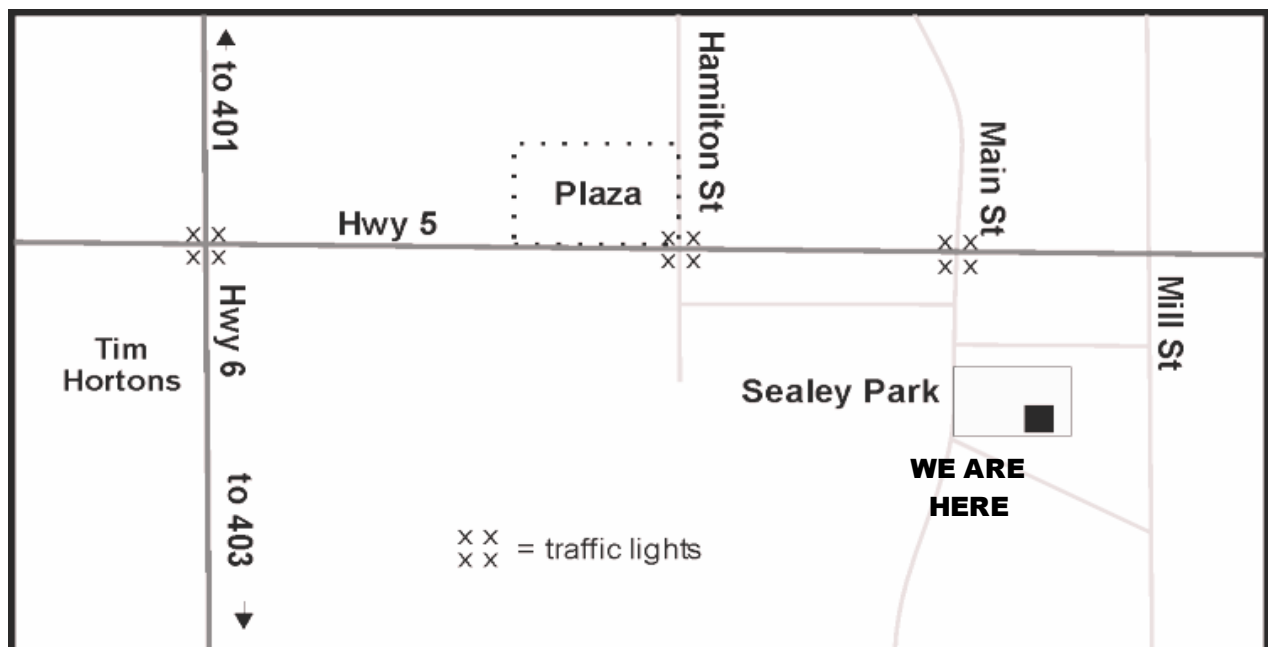 to 401
Hamilton St
Main St
Plaza
Hwy 5
x x
x x
x x
x x
x x
x x
Hwy 6
Mill St
Tim
Hortons
Sealey Park
WE ARE
HERE
to 403
x x
x x
= traffic lights